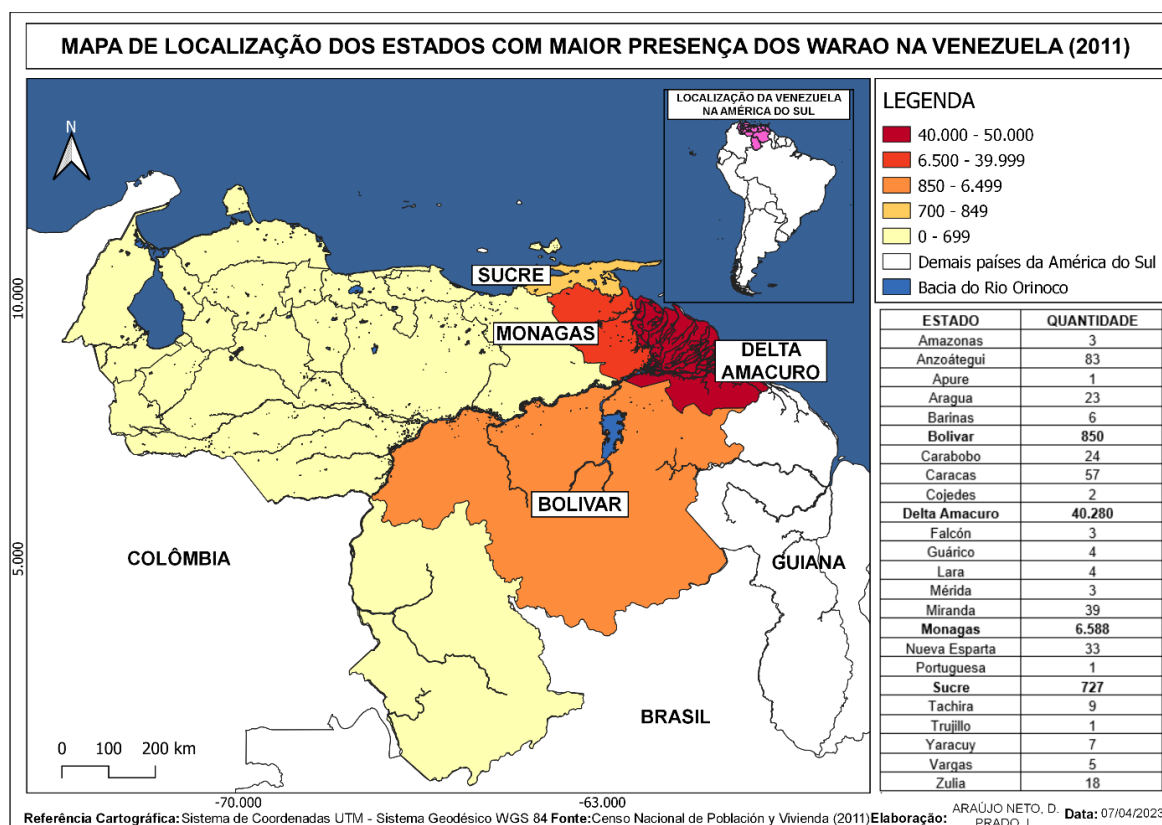 MAPA DE LOCALIZAÇÃO DOS ESTADOS COM MAIOR PRESENÇA DOS WARAO NA VENEZUELA (2011)
N
LOCALIZAÇÃO DA VENEZUELA
NA AMÉRICA DO SUL
SUCRE
MONAGAS
DELTA
AMACURO
BOLIVAR
COLÔMBIA
GUIANA
BRASIL
10.000
5.000
0 100 200 km
-70.000
-63.000
LEGENDA
40.000 - 50.000
6.500 - 39.999
850 - 6.499
700 - 849
0 - 699
Demais países da América do Sul
Bacia do Rio Orinoco
ESTADO QUANTIDADE
Amazonas 3
Anzoátegui 83
Apure 1
Aragua 23
Barinas 6
Bolivar 850
Carabobo 24
Caracas 57
Cojedes 2
Delta Amacuro 40.280
Falcón 3
Guárico 4
Lara 4
Mérida 3
Miranda 39
Monagas 6.588
Nueva Esparta 33
Portuguesa 1
Sucre 727
Tachira 9
Trujillo 1
Yaracuy 7
Vargas 5
Zulia 18
Referência Cartográfica: Sistema de Coordenadas UTM - Sistema Geodésico WGS 84 Fonte: Censo Nacional de Población y Vivienda (2011) Elaboração: ARAÚJO NETO, D. Data: 07/04/2023
PRADO, I.